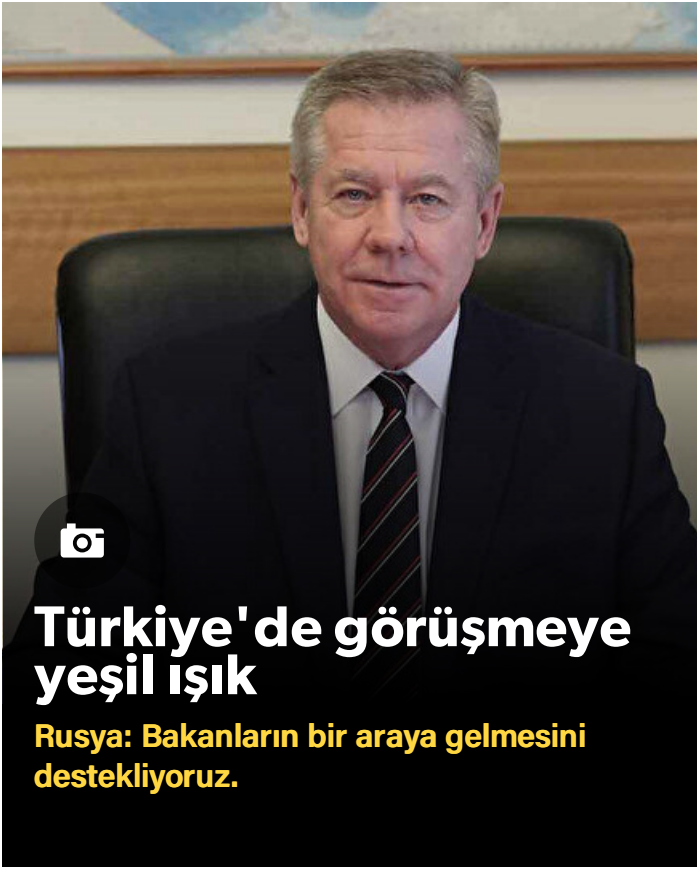 Türkiye'de görüşmeye
yeşil ışık
Rusya: Bakanların bir araya gelmesini
destekliyoruz.